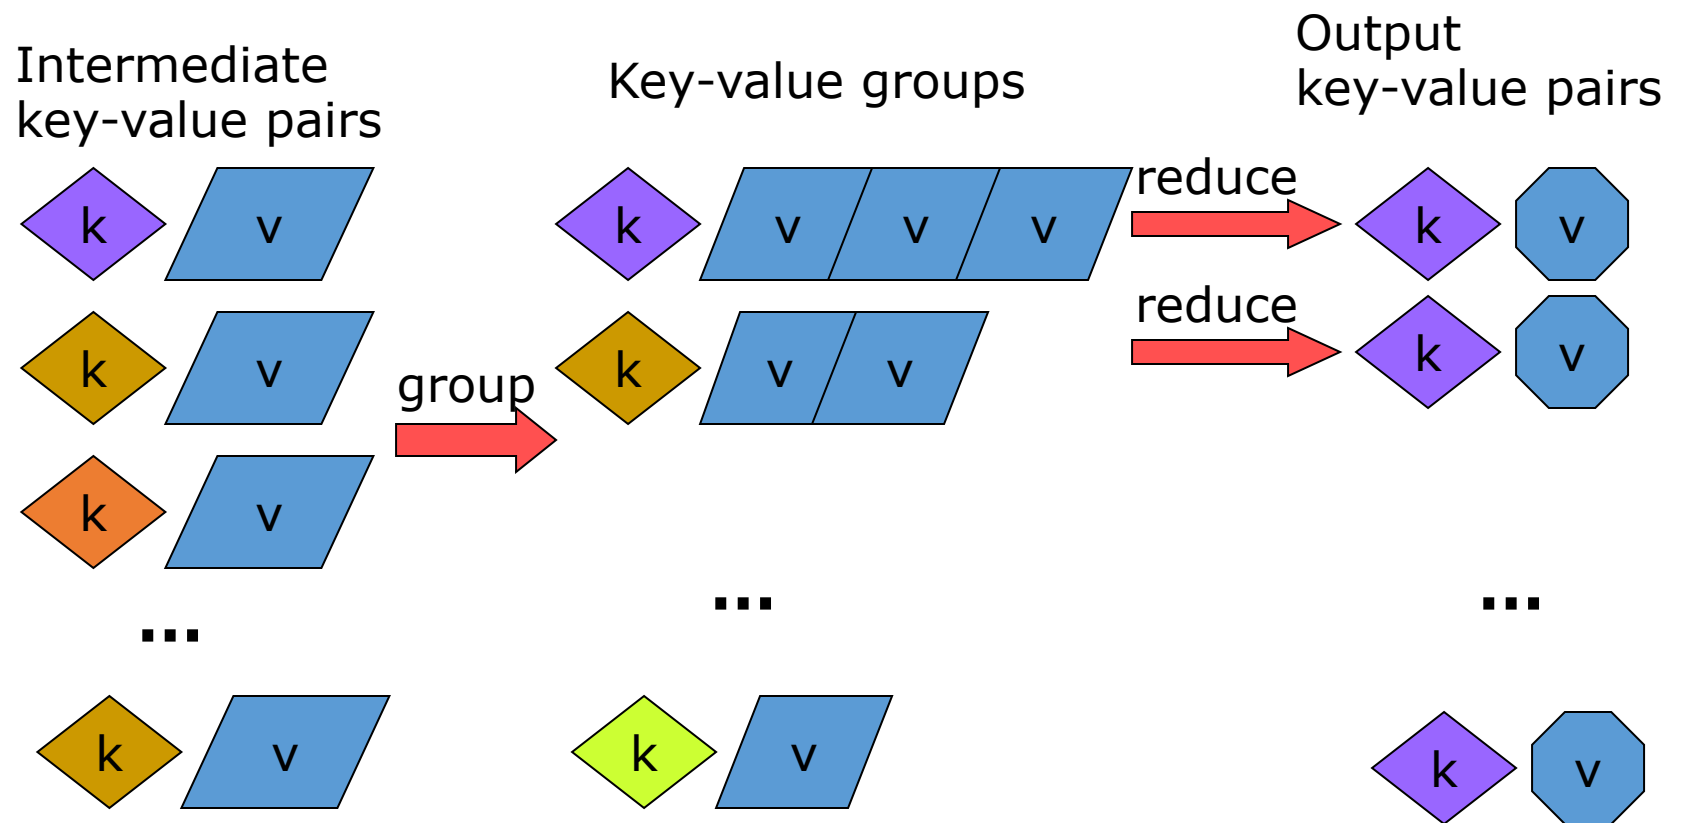 Intermediate
key-value pairs
Key-value groups
Output
key-value pairs
k v
k v
k v
...
k v
group
k v v v
k v v
...
k v
reduce
reduce
k v
k v
...
k v